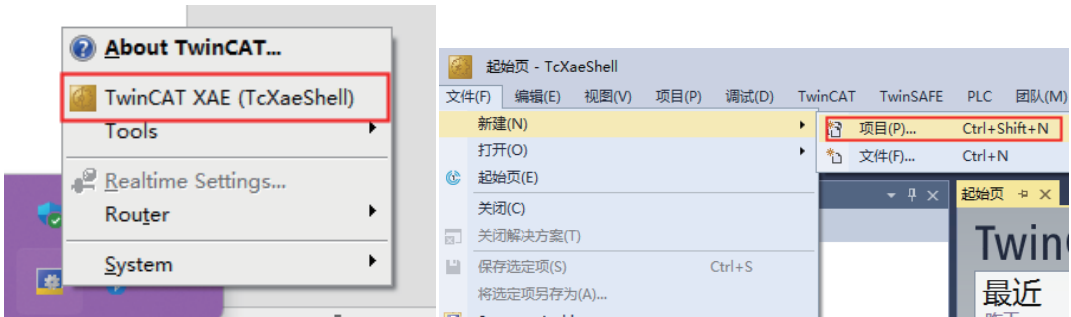 About TwinCAT...
TwinCAT XAE (TcXaeShell)
Tools
Realtime Settings...
Router
System
起始页 - TcXaeShell
文件(F) 编辑(E) 视图(V) 项目(P) 调试(D) TwinCAT TwinSAFE PLC 团队(M)
新建(N)
打开(O)
起始页(E)
关闭(C)
关闭解决方案(T)
保存选定项(S) Ctrl+S
将选定项另存为(A)...
项目(P)... Ctrl+Shift+N
文件(F)... Ctrl+N
起始页
Twin
最近